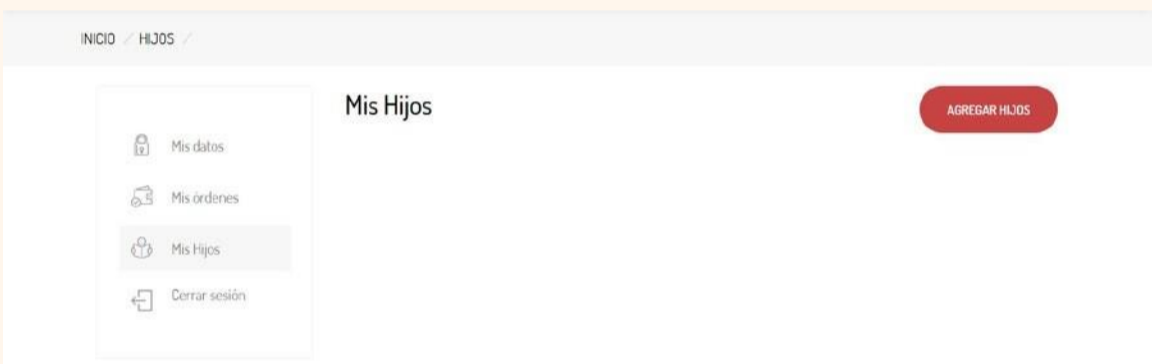 INICIO / HIJOS /
Mis Hijos
AGREGAR HIJOS
Mis datos
Mis órdenes
Mis Hijos
Cerrar sesión